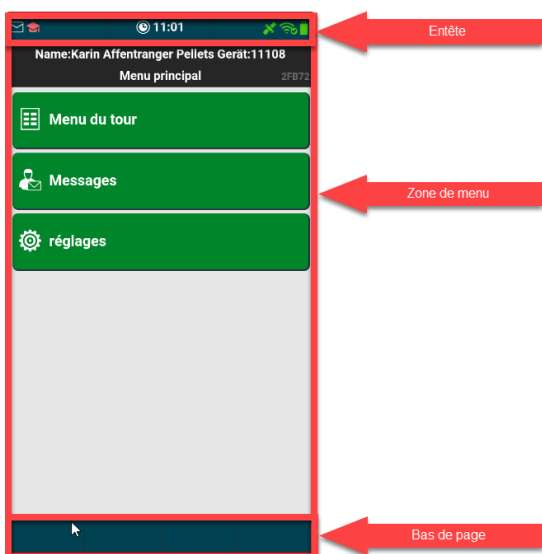 11:01
Entête
Name:Karin Affentranger Pellets Gerät:11108
Menu principal
2FB72
Menu du tour
Messages
Zone de menu
réglages
Bas de page